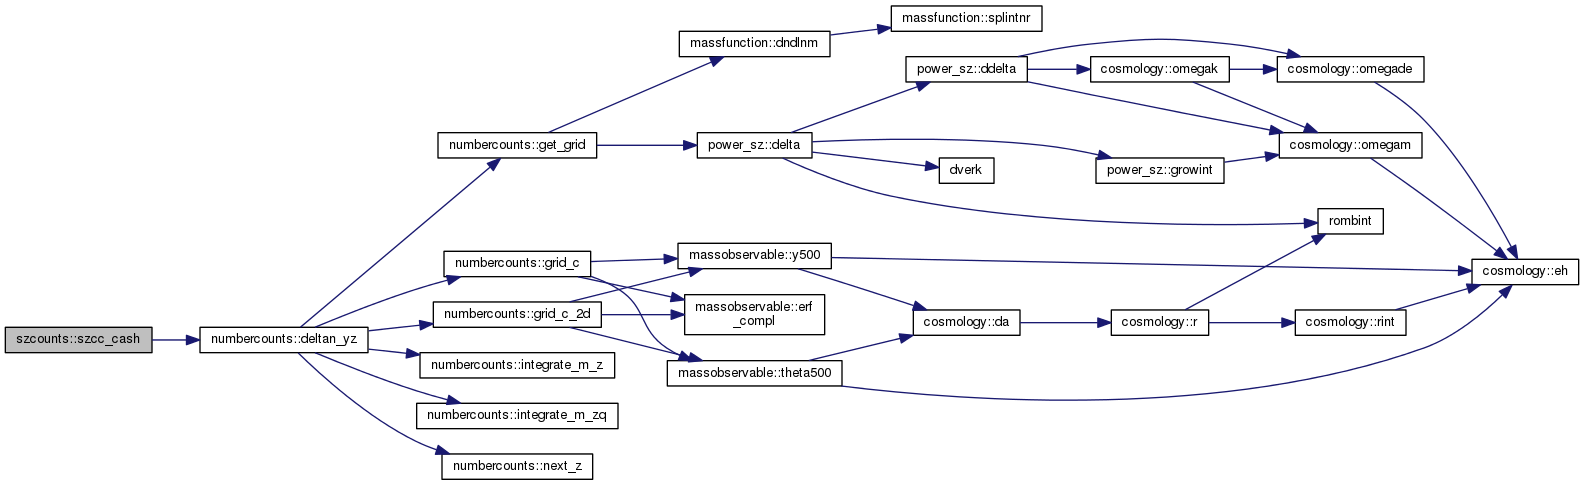 massfunction::splintnr
massfunction::dndlnm
power_sz::ddelta
cosmology::omegak
cosmology::omegade
numbercounts::get_grid
power_sz::delta
cosmology::omegam
dverk
power_sz::growint
rombint
numbercounts::grid_c
massobservable::y500
cosmology::eh
numbercounts::grid_c_2d
massobservable::erf
_compl
cosmology::da
cosmology::r
cosmology::rint
szcounts::szcc_cash
numbercounts::deltan_yz
numbercounts::integrate_m_z
massobservable::theta500
numbercounts::integrate_m_zq
numbercounts::next_z